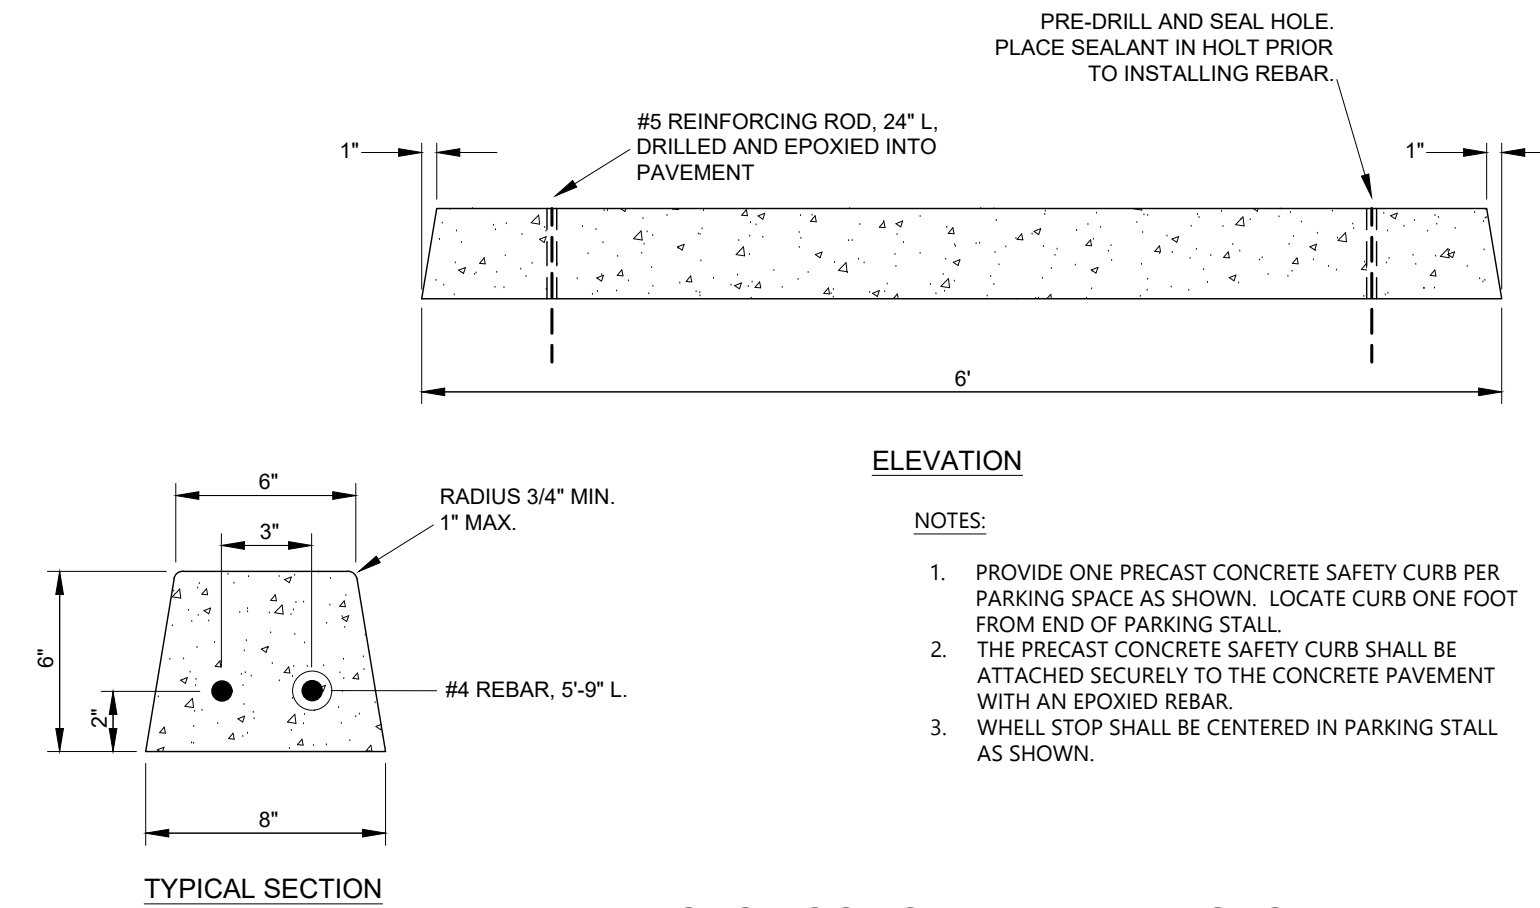 PRE-DRILL AND SEAL HOLE.
PLACE SEALANT IN HOLT PRIOR
TO INSTALLING REBAR.
#5 REINFORCING ROD, 24" L,
DRILLED AND EPOXIED INTO
PAVEMENT
1"
1"
6'
ELEVATION
6"
3"
RADIUS 3/4" MIN.
1" MAX.
6"
2"
#4 REBAR, 5'-9" L.
8"
TYPICAL SECTION
NOTES:
1. PROVIDE ONE PRECAST CONCRETE SAFETY CURB PER
PARKING SPACE AS SHOWN. LOCATE CURB ONE FOOT
FROM END OF PARKING STALL.
2. THE PRECAST CONCRETE SAFETY CURB SHALL BE
ATTACHED SECURELY TO THE CONCRETE PAVEMENT
WITH AN EPOXIED REBAR.
3. WHELL STOP SHALL BE CENTERED IN PARKING STALL
AS SHOWN.